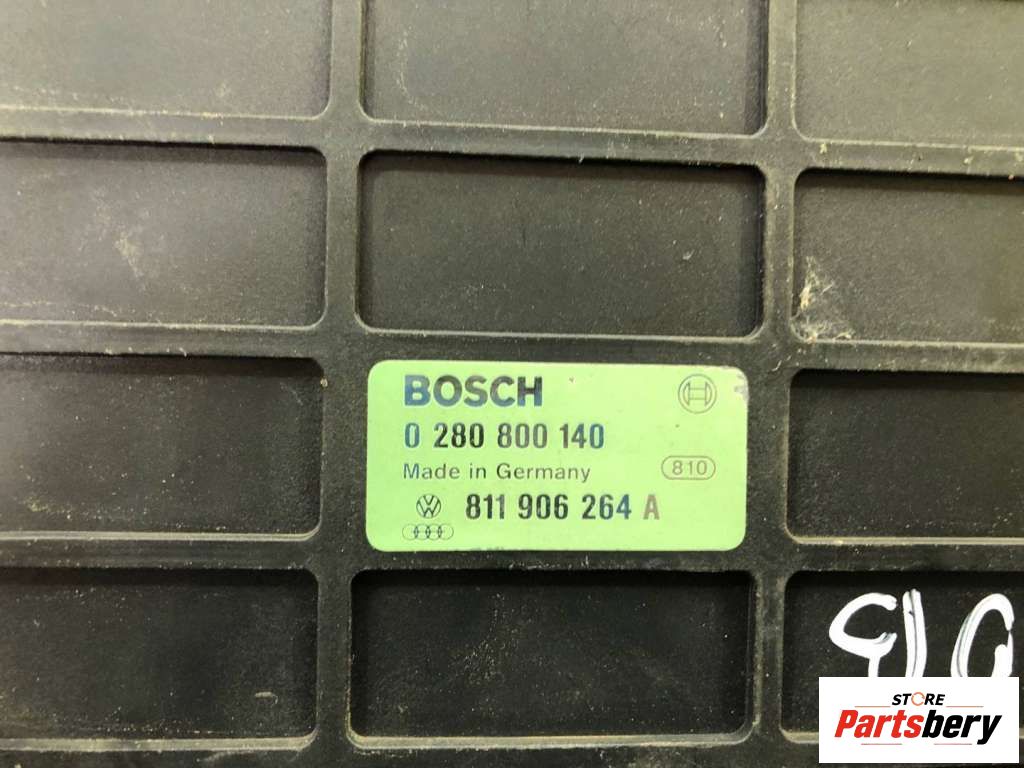 BOSCH
0 280 800 140
Made in Germany 810
811 906 264 A
STORE
Partsbery